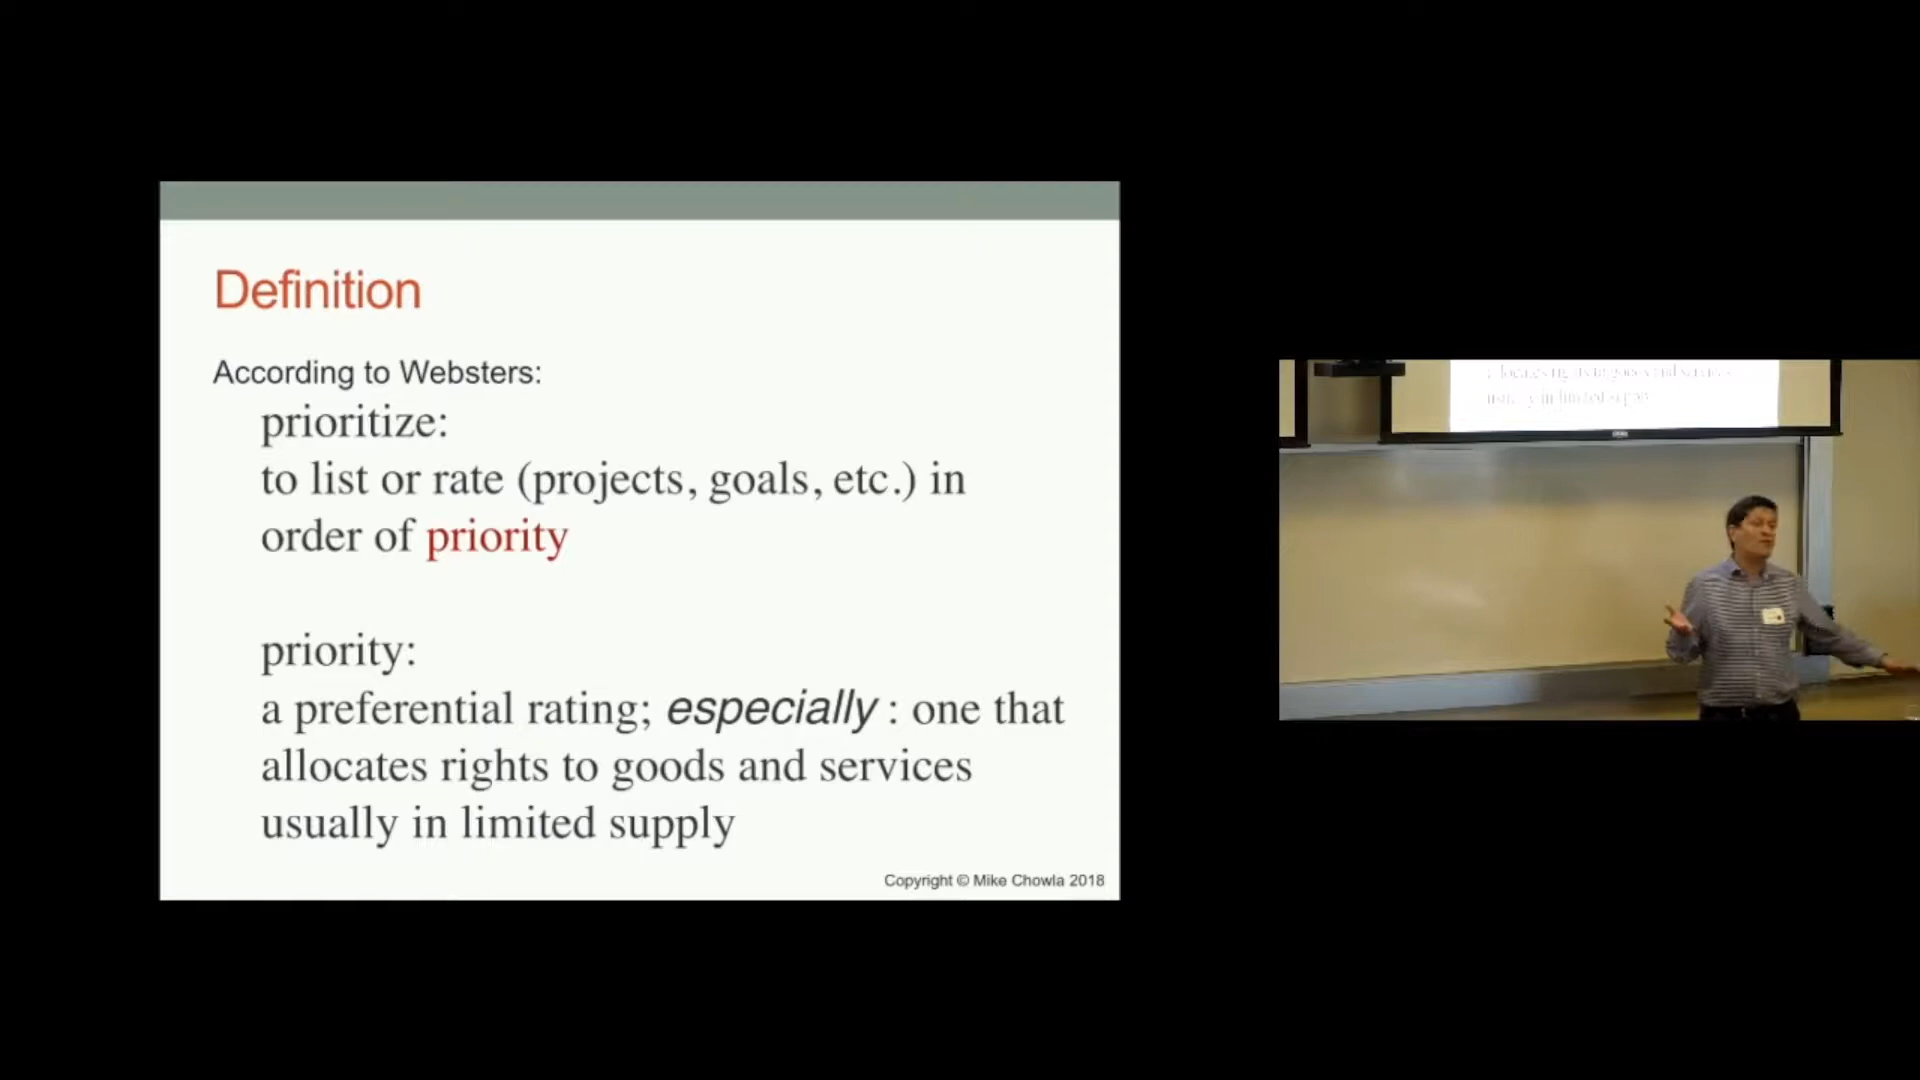 Definition
According to Websters:
prioritize:
to list or rate (projects, goals, etc.) in
order of priority
priority:
a preferential rating; especially : one that
allocates rights to goods and services
usually in limited supply
Copyright © Mike Chowla 2018